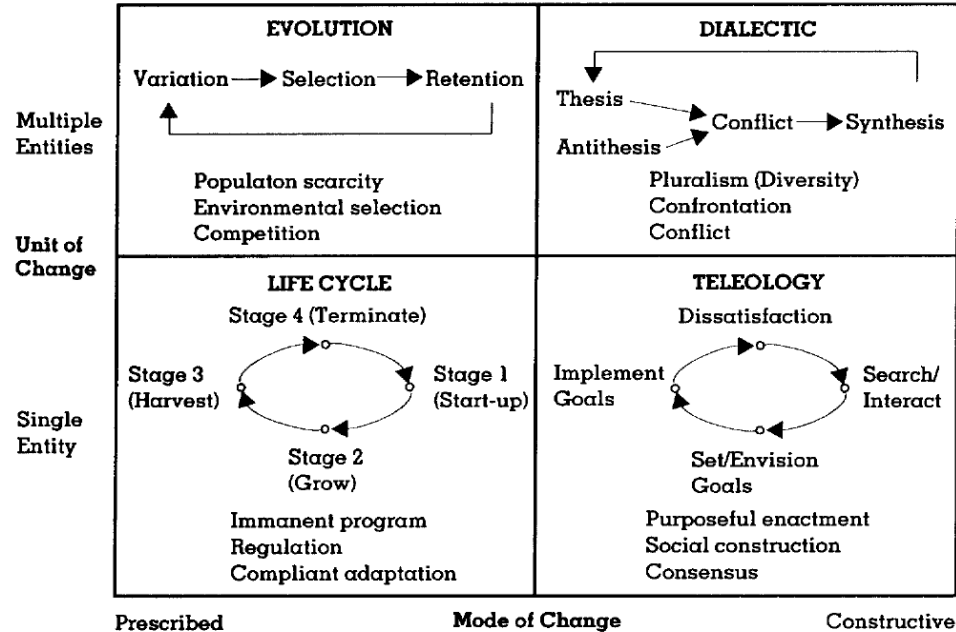 EVOLUTION
Variation Selection Retention
Populaton scarcity
Environmental selection
Competition
DIALECTIC
Thesis
Antithesis
Conflict Synthesis
Pluralism (Diversity)
Confrontation
Conflict
Multiple
Entities
Unit of
Change
Single
Entity
LIFE CYCLE
Stage 4 (Terminate)
Stage 3
(Harvest)
Stage 1
(Start-up)
Stage 2
(Grow)
Immanent program
Regulation
Compliant adaptation
TELEOLOGY
Dissatisfaction
Implement
Goals
Search/
Interact
Set/Envision
Goals
Purposeful enactment
Social construction
Consensus
Prescribed Mode of Change Constructive